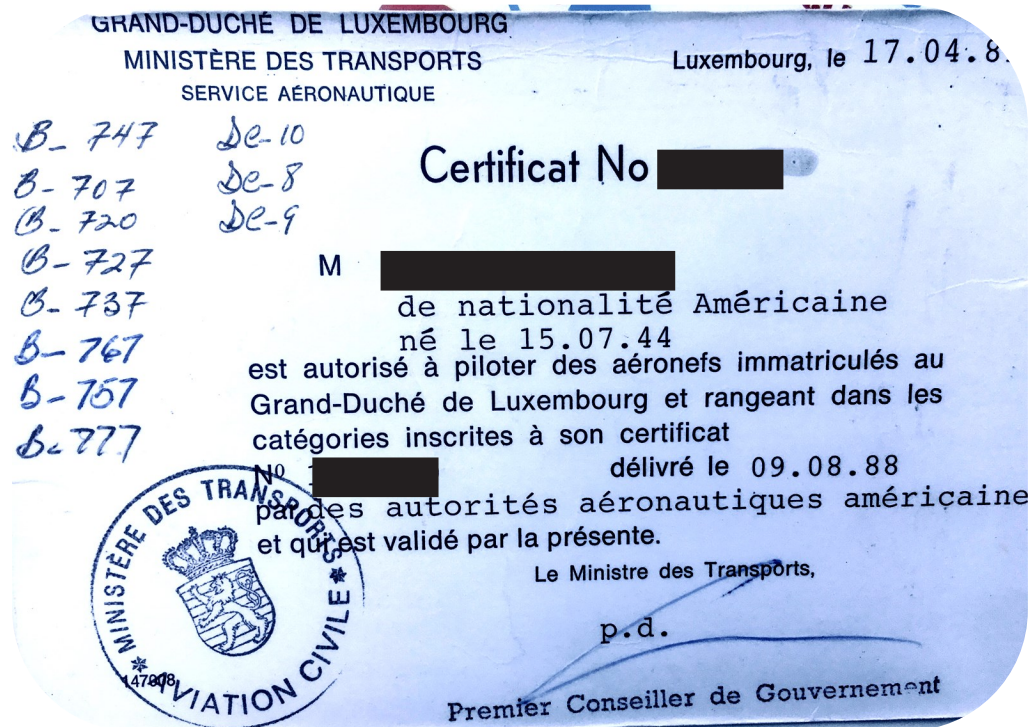 GRAND-DUCHÉ DE LUXEMBOURG
MINISTÈRE DES TRANSPORTS
SERVICE AÉRONAUTIQUE
Luxembourg, le 17.04.8
B- 747 DC-10
B- 707 DC-8
B- 720 DC-9
B- 727
B- 737
B- 767
B- 757
B- 777
Certificat No
M
de nationalité Américaine
né le 15.07.44
est autorisé à piloter des aéronefs immatriculés au
Grand-Duché de Luxembourg et rangeant dans les
catégories inscrites à son certificat
Nº délivré le 09.08.88
par des autorités aéronautiques américaine
et qui est validé par la présente.
Le Ministre des Transports,
p.d.
Premier Conseiller de Gouvernement
MINISTÈRE DES TRANSPORTS
AVIATION CIVILE